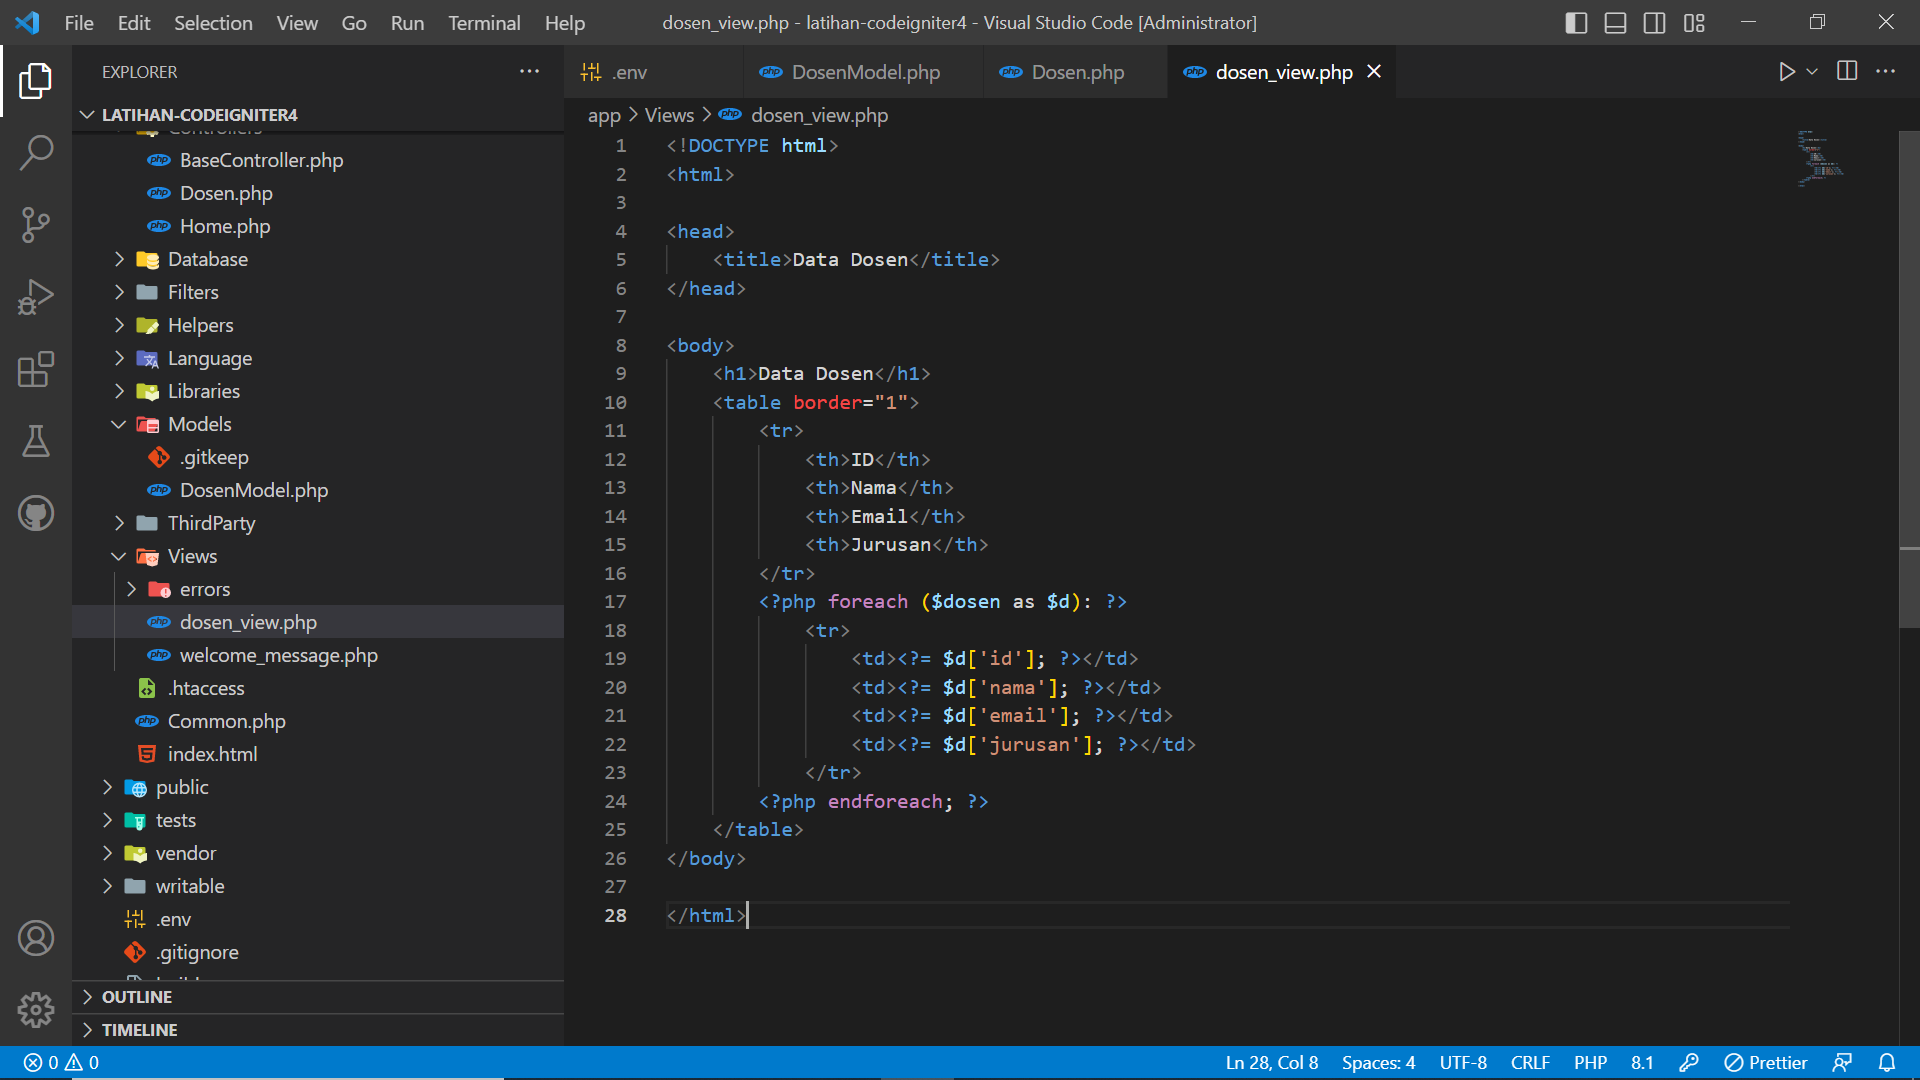 File Edit Selection View Go Run Terminal Help
dosen_view.php - latihan-codeigniter4 - Visual Studio Code [Administrator]
EXPLORER
LATIHAN-CODEIGNITER4
Controllers
BaseController.php
Dosen.php
Home.php
Database
Filters
Helpers
Language
Libraries
Models
.gitkeep
DosenModel.php
ThirdParty
Views
errors
dosen_view.php
welcome_message.php
.htaccess
Common.php
index.html
public
tests
vendor
writable
.env
.gitignore
OUTLINE
TIMELINE
.env
DosenModel.php
Dosen.php
dosen_view.php
app > Views > dosen_view.php
1 <!DOCTYPE html>
2 <html>
3
4 <head>
5     <title>Data Dosen</title>
6 </head>
7
8 <body>
9     <h1>Data Dosen</h1>
10     <table border="1">
11         <tr>
12             <th>ID</th>
13             <th>Nama</th>
14             <th>Email</th>
15             <th>Jurusan</th>
16         </tr>
17         <?php foreach ($dosen as $d): ?>
18             <tr>
19                 <td><?= $d['id']; ?></td>
20                 <td><?= $d['nama']; ?></td>
21                 <td><?= $d['email']; ?></td>
22                 <td><?= $d['jurusan']; ?></td>
23             </tr>
24         <?php endforeach; ?>
25     </table>
26 </body>
27
28 </html>
0 0
Ln 28, Col 8 Spaces: 4 UTF-8 CRLF PHP 8.1 Prettier